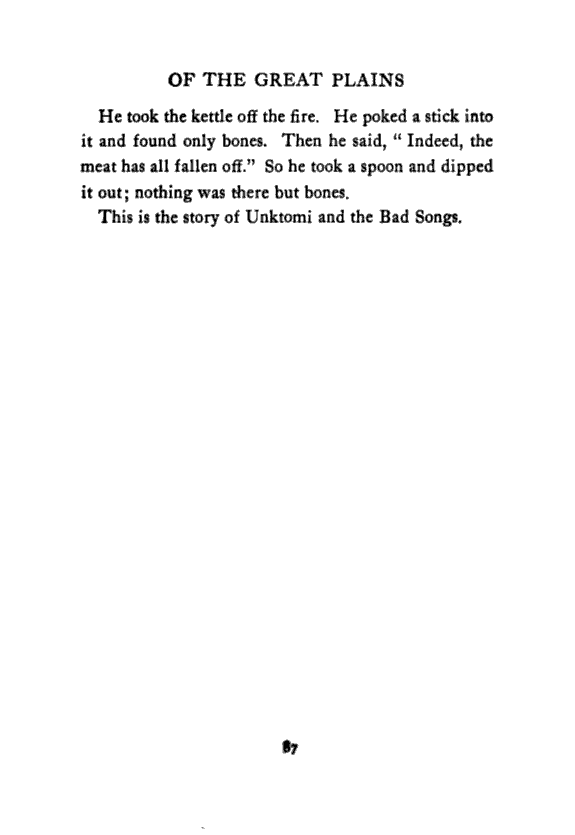 OF THE GREAT PLAINS
He took the kettle off the fire. He poked a stick into
it and found only bones. Then he said, “ Indeed, the
meat has all fallen off.” So he took a spoon and dipped
it out; nothing was there but bones.
This is the story of Unktomi and the Bad Songs.
87